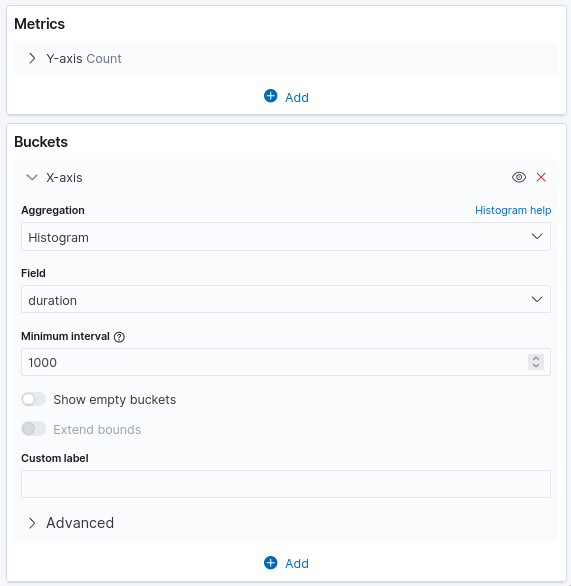 Metrics
Y-axis Count
Add
Buckets
X-axis
Aggregation Histogram help
Histogram
Field
duration
Minimum interval
1000
Show empty buckets
Extend bounds
Custom label
Advanced
Add